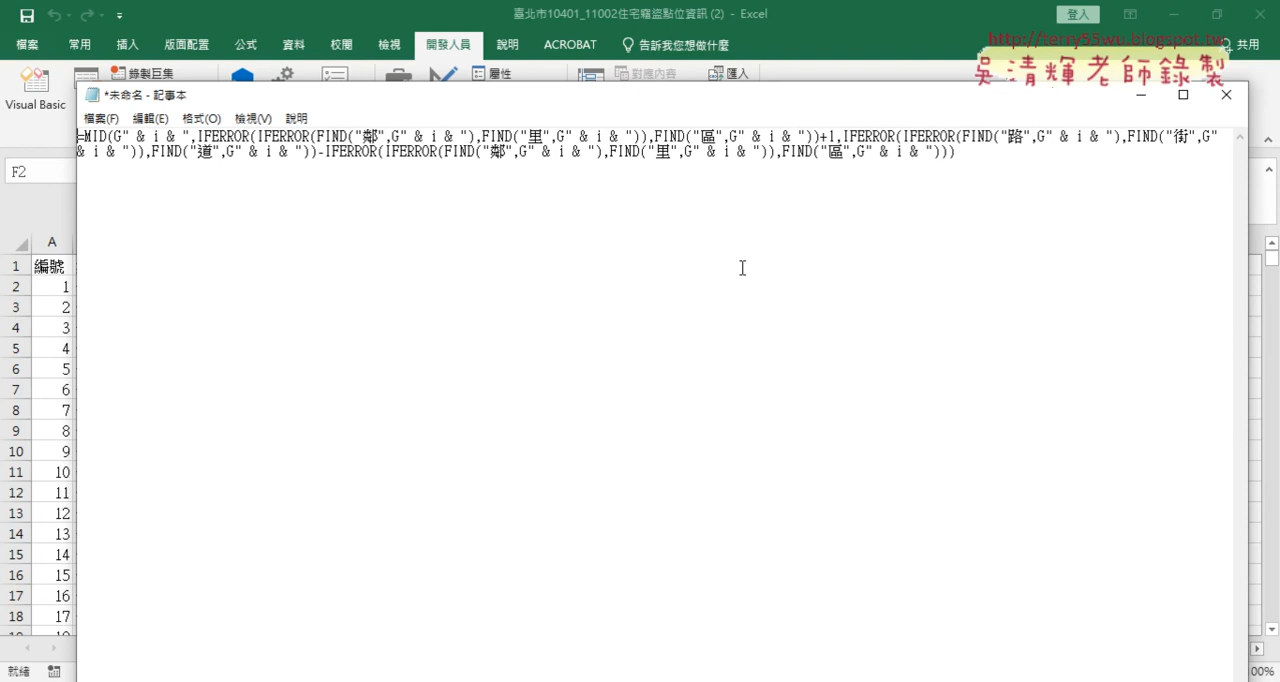 臺北市10401_11002住宅竊盜點位資訊 (2) - Excel
登入
檔案 常用 插入 版面配置 公式 資料 校閱 檢視 開發人員 說明 ACROBAT 告訴我您想做什麼 共用
http://terry55wu.blogspot.tw
吳清輝老師錄製
Visual Basic
錄製巨集
屬性
對應內容
匯入
*未命名 - 記事本
檔案(F) 編輯(E) 格式(O) 檢視(V) 說明
=MID(G" & i & ",IFERROR(IFERROR(FIND("鄰",G" & i & "),FIND("里",G" & i & ")),FIND("區",G" & i & "))+1,IFERROR(IFERROR(FIND("路",G" & i & "),FIND("街",G"
& i & ")),FIND("道",G" & i & "))-IFERROR(IFERROR(FIND("鄰",G" & i & "),FIND("里",G" & i & ")),FIND("區",G" & i & ")))
F2
A
1 編號
2 1
3 2
4 3
5 4
6 5
7 6
8 7
9 8
10 9
11 10
12 11
13 12
14 13
15 14
16 15
17 16
18 17
就緒
00%